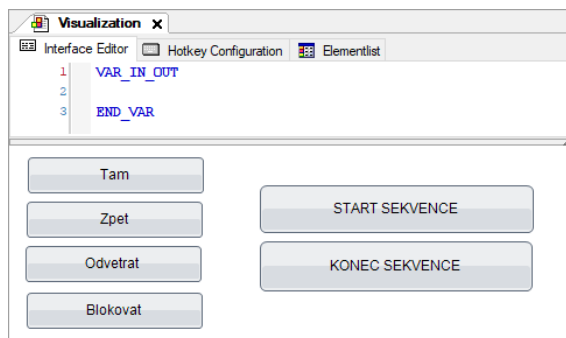 Visualization
Interface Editor
Hotkey Configuration
Elementlist
1 VAR_IN_OUT
2
3 END_VAR
Tam
Zpet
Odvetrat
Blokovat
START SEKVENCE
KONEC SEKVENCE